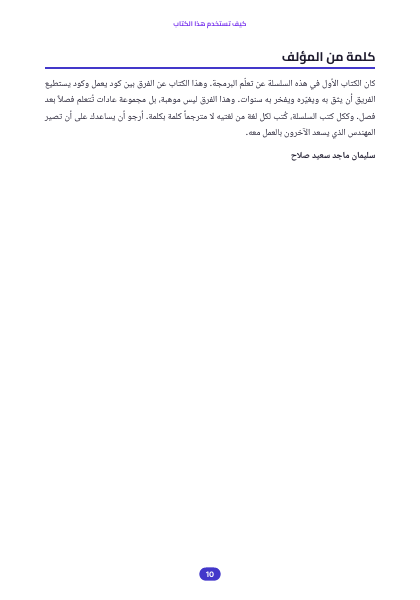 كيف تستخدم هذا الكتاب
كلمة من المؤلف
كان الكتاب الأول في هذه السلسلة عن تعلّم البرمجة. وهذا الكتاب عن الفرق بين كود يعمل وكود يستطيع
الفريق أن يثق به ويغيّره ويفخر به سنوات. وهذا الفرق ليس موهبة، بل مجموعة عادات تُتعلم فصلاً بعد
فصل. وككل كتب السلسلة، كُتب لكل لغة من لغتيه لا مترجماً كلمة بكلمة. أرجو أن يساعدك على أن تصير
المهندس الذي يسعد الآخرون بالعمل معه.
سليمان ماجد سعيد صلاح
10